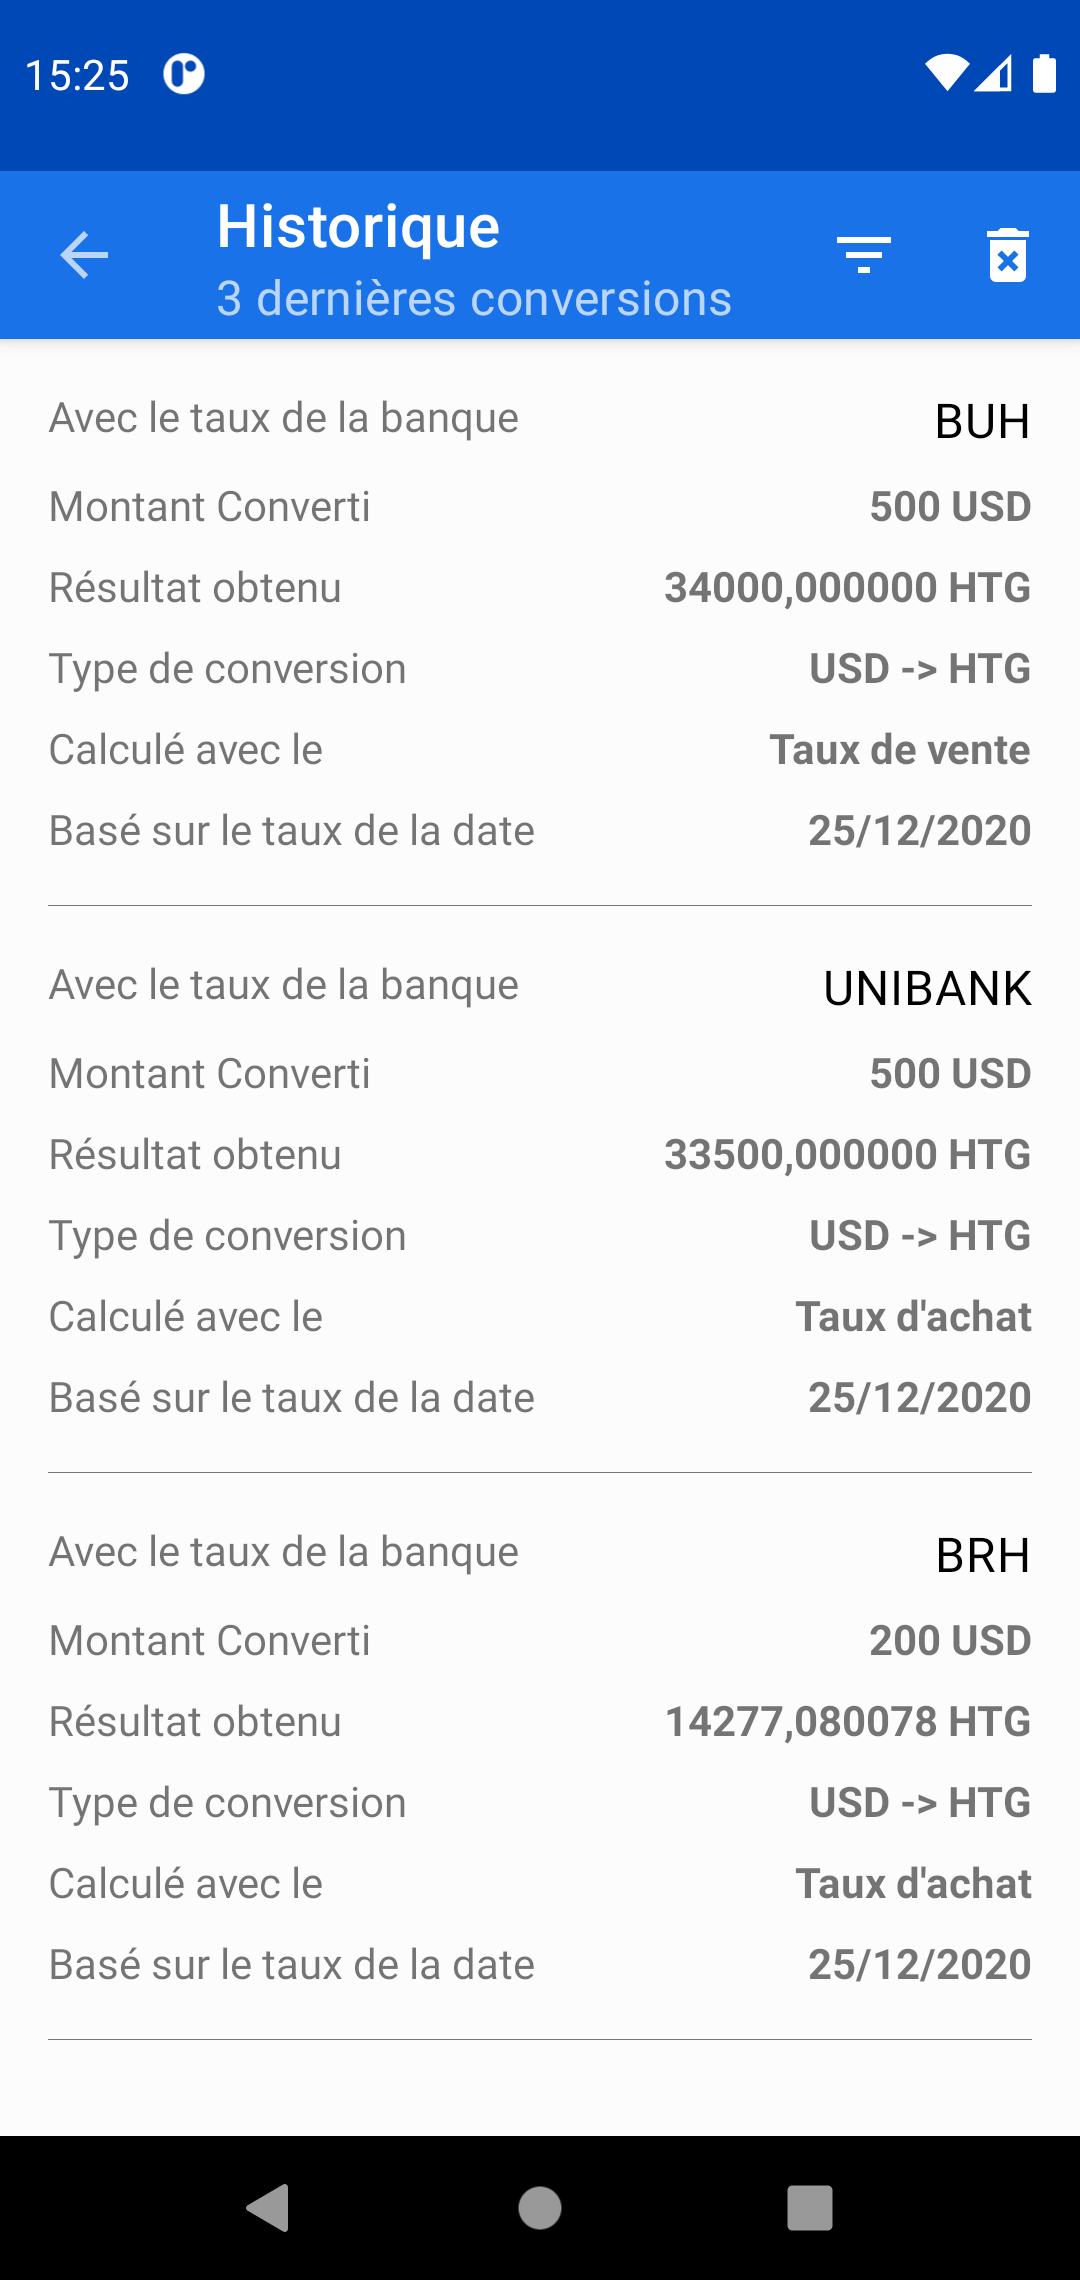 15:25
Historique
3 dernières conversions
Avec le taux de la banque BUH
Montant Converti 500 USD
Résultat obtenu 34000,000000 HTG
Type de conversion USD -> HTG
Calculé avec le Taux de vente
Basé sur le taux de la date 25/12/2020
Avec le taux de la banque UNIBANK
Montant Converti 500 USD
Résultat obtenu 33500,000000 HTG
Type de conversion USD -> HTG
Calculé avec le Taux d'achat
Basé sur le taux de la date 25/12/2020
Avec le taux de la banque BRH
Montant Converti 200 USD
Résultat obtenu 14277,080078 HTG
Type de conversion USD -> HTG
Calculé avec le Taux d'achat
Basé sur le taux de la date 25/12/2020